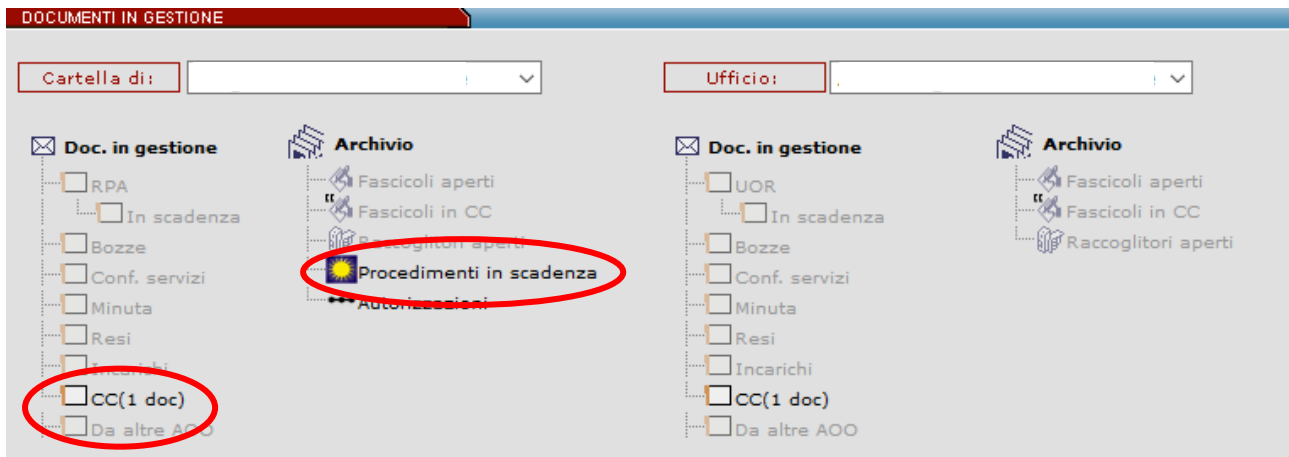 DOCUMENTI IN GESTIONE
Cartella di:
Ufficio:
Doc. in gestione
RPA
In scadenza
Bozze
Conf. servizi
Minuta
Resi
Incarichi
CC(1 doc)
Da altre AOO
Archivio
Fascicoli aperti
Fascicoli in CC
Raccoglitori aperti
Procedimenti in scadenza
Autorizzazioni
Doc. in gestione
UOR
In scadenza
Bozze
Conf. servizi
Minuta
Resi
Incarichi
CC(1 doc)
Da altre AOO
Archivio
Fascicoli aperti
Fascicoli in CC
Raccoglitori aperti